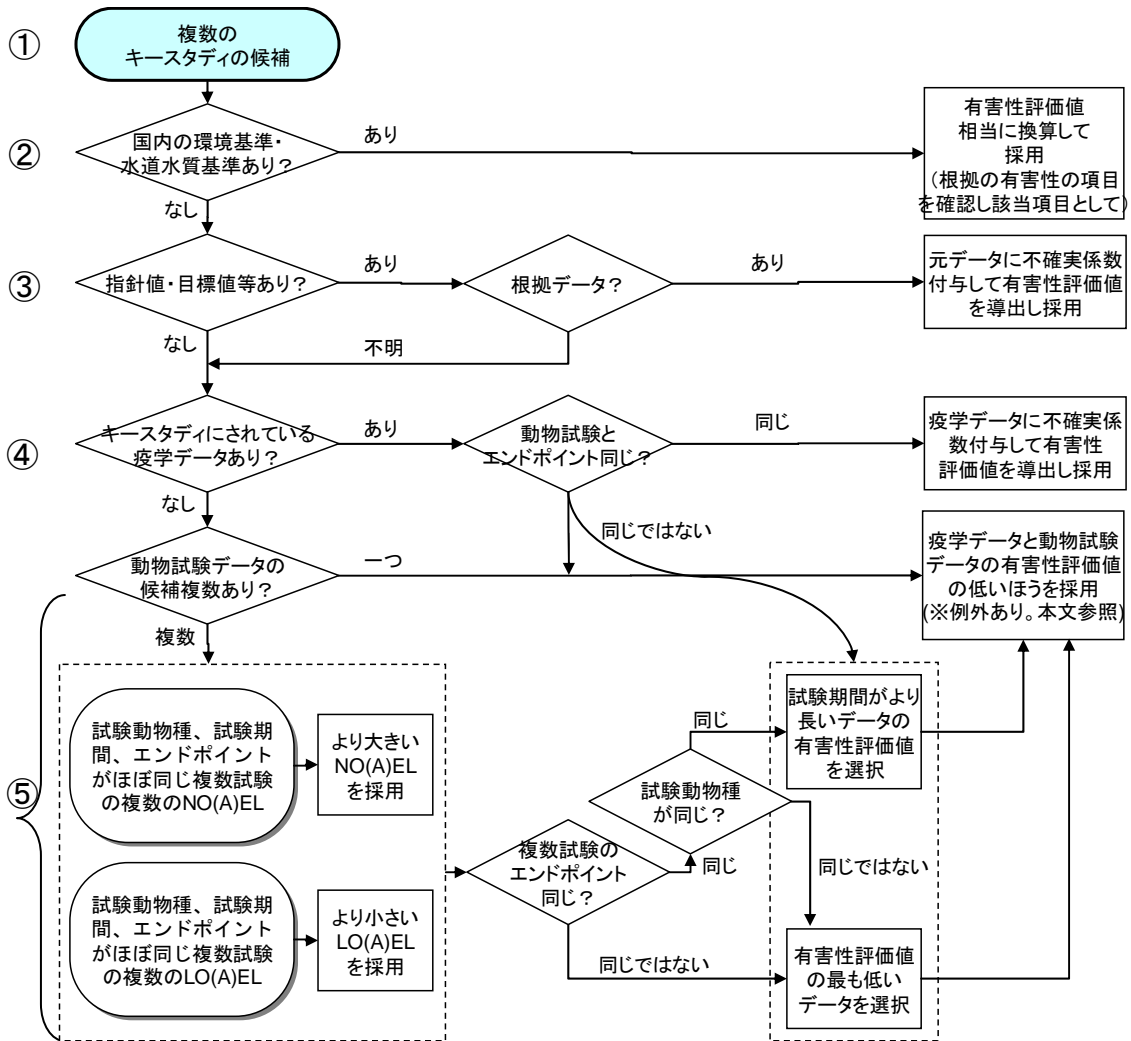 ①
複数の
キースタディの候補
②
国内の環境基準・
水道水質基準あり？
あり
有害性評価値
相当に換算して
採用
（根拠の有害性の項目
を確認し該当項目として）
なし
③
指針値・目標値等あり？
あり
根拠データ？
あり
元データに不確実係数
付与して有害性評価値
を導出し採用
なし
不明
④
キースタディにされている
疫学データあり？
あり
動物試験と
エンドポイント同じ？
同じ
疫学データに不確実係
数付与して有害性
評価値を導出し採用
なし
同じではない
動物試験データの
候補複数あり？
一つ
疫学データと動物試験
データの有害性評価値
の低いほうを採用
(※例外あり。本文参照)
複数
⑤
試験動物種、試験期
間、エンドポイント
がほぼ同じ複数試験
の複数のNO(A)EL
より大きい
NO(A)EL
を採用
試験動物種、試験期
間、エンドポイント
がほぼ同じ複数試験
の複数のLO(A)EL
より小さい
LO(A)EL
を採用
複数試験の
エンドポイント
同じ？
同じ
試験動物種
が同じ？
同じ
試験期間がより
長いデータの
有害性評価値
を選択
同じではない
同じではない
有害性評価値
の最も低い
データを選択